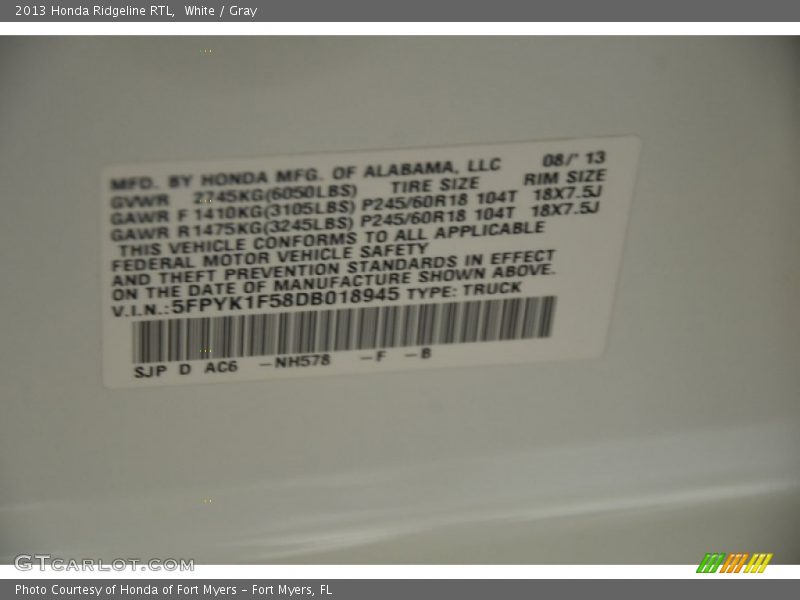 2013 Honda Ridgeline RTL, White / Gray
MFD. BY HONDA MFG. OF ALABAMA, LLC 08/' 13
GVWR 2745KG(6050LBS) TIRE SIZE RIM SIZE
GAWR F 1410KG(3105LBS) P245/60R18 104T 18X7.5J
GAWR R1475KG(3245LBS) P245/60R18 104T 18X7.5J
THIS VEHICLE CONFORMS TO ALL APPLICABLE
FEDERAL MOTOR VEHICLE SAFETY
AND THEFT PREVENTION STANDARDS IN EFFECT
ON THE DATE OF MANUFACTURE SHOWN ABOVE.
V.I.N.:5FPYK1F58DB018945 TYPE: TRUCK
SJP D AC6 -NH578 -F -B
GTCARLOT.COM
Photo Courtesy of Honda of Fort Myers - Fort Myers, FL